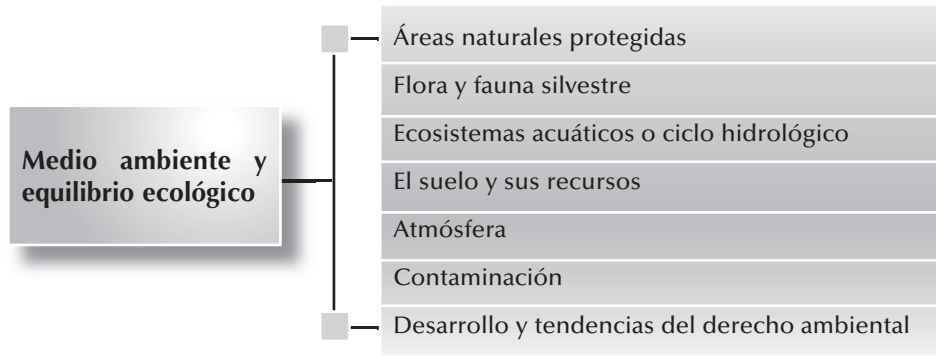 Medio ambiente y
equilibrio ecológico
Áreas naturales protegidas
Flora y fauna silvestre
Ecosistemas acuáticos o ciclo hidrológico
El suelo y sus recursos
Atmósfera
Contaminación
Desarrollo y tendencias del derecho ambiental